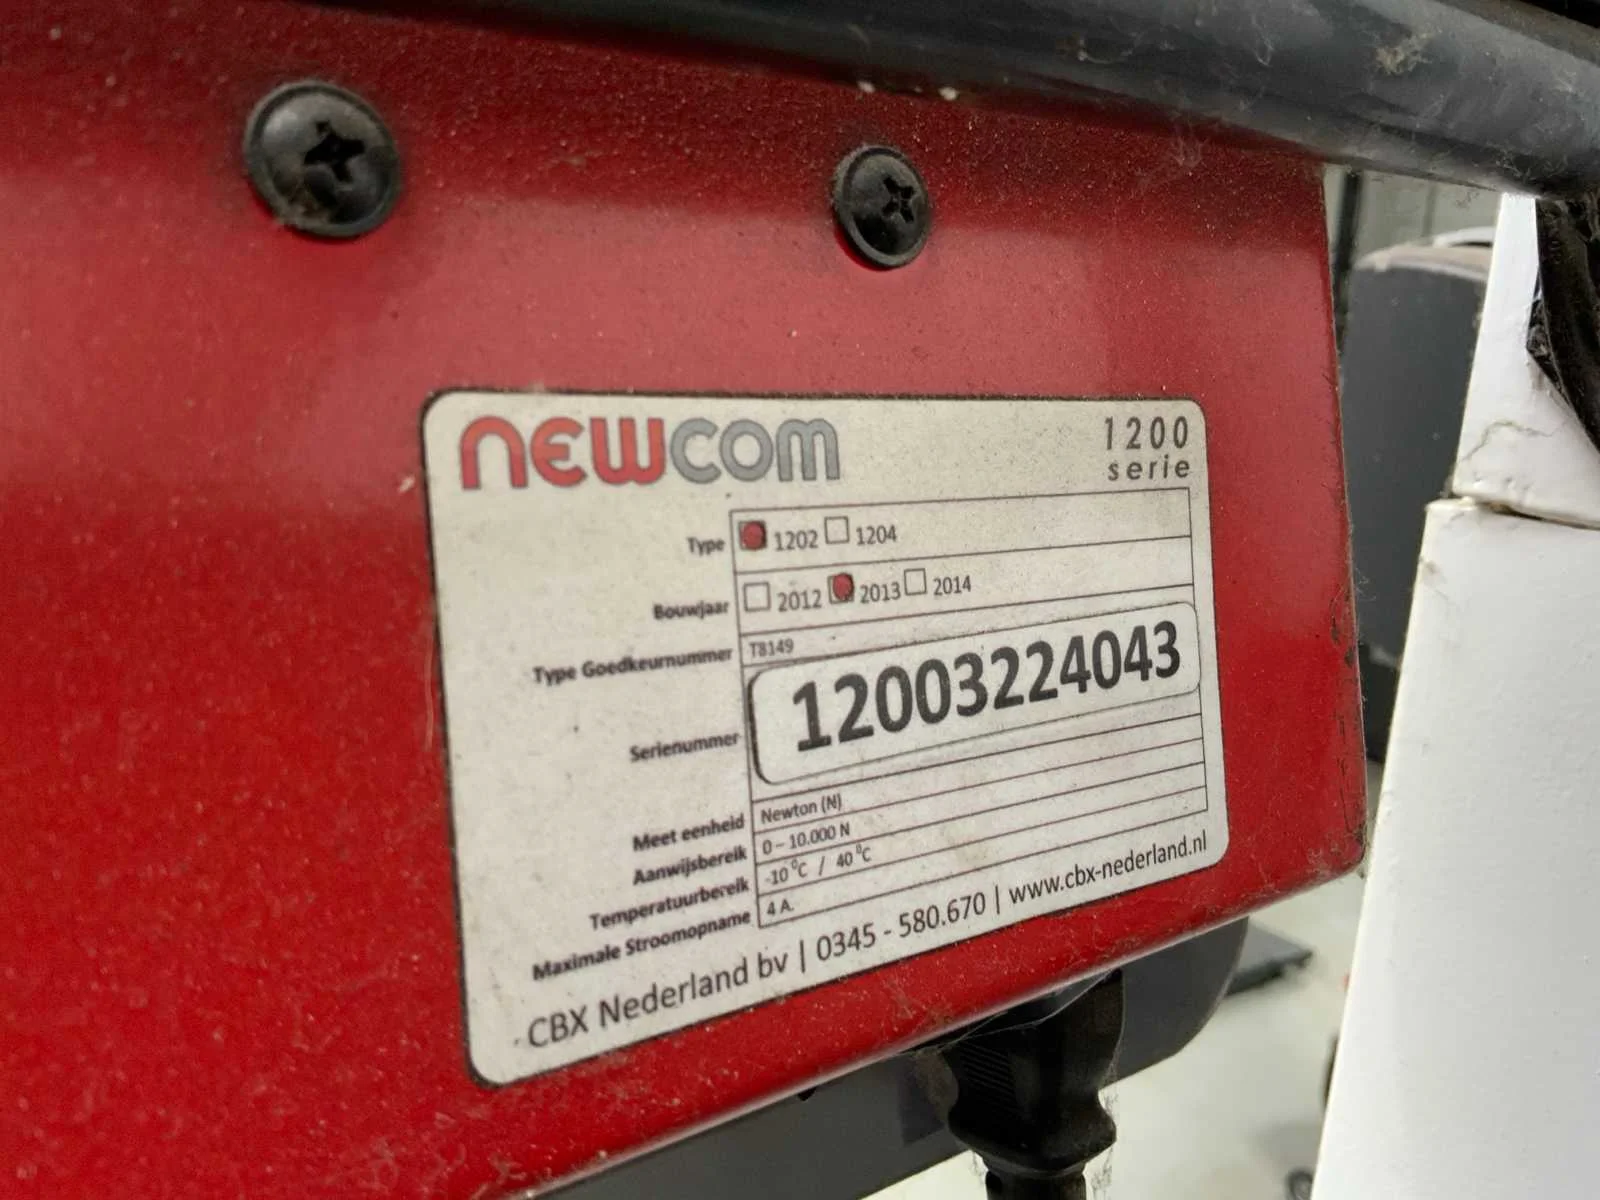 newcom
1200
serie
Type 1202 1204
Bouwjaar 2012 2013 2014
Type Goedkeurnummer T8149
Serienummer 12003224043
Meet eenheid Newton (N)
Aanwijsbereik 0 – 10.000 N
Temperatuurbereik -10 °C / 40 °C
Maximale Stroomopname 4 A.
CBX Nederland bv | 0345 - 580.670 | www.cbx-nederland.nl